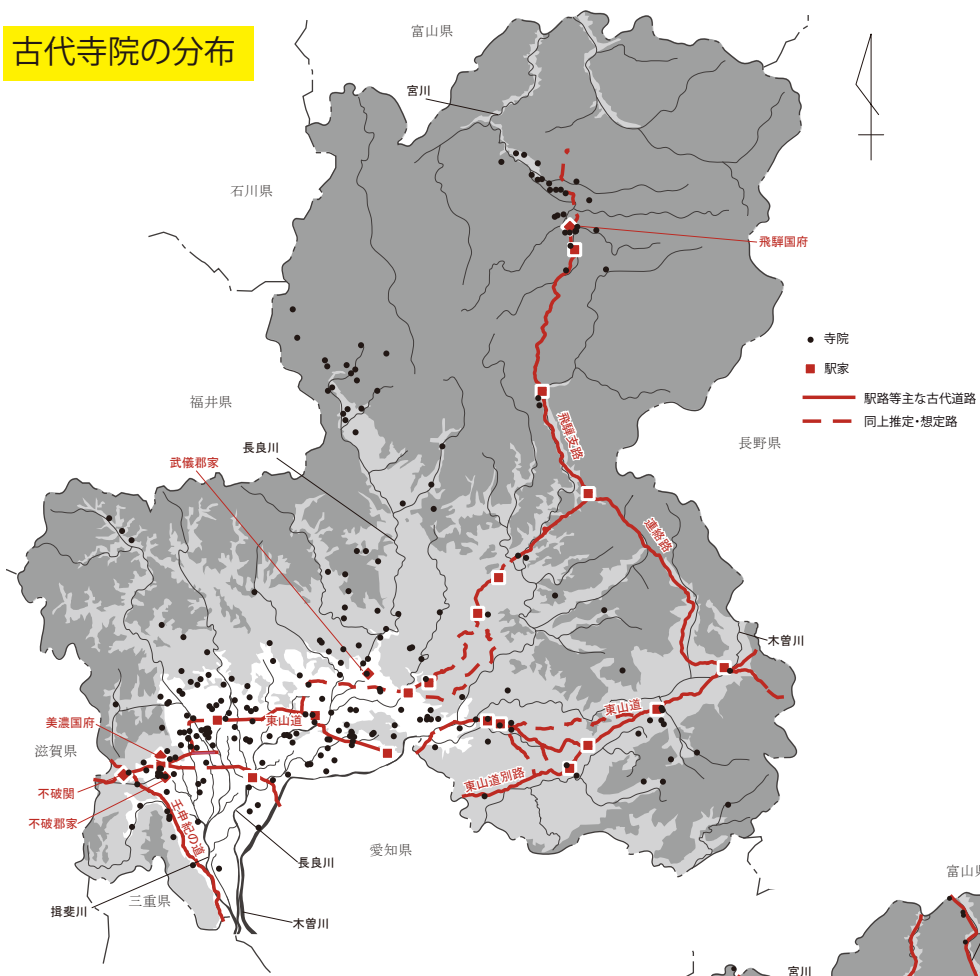 古代寺院の分布
富山県
宮川
石川県
飛騨国府
寺院
駅家
駅路等主な古代道路
同上推定・想定路
福井県
飛騨支路
長野県
長良川
武儀郡家
連絡路
木曽川
美濃国府
東山道
東山道
滋賀県
東山道別路
不破関
不破郡家
壬申紀の道
愛知県
長良川
三重県
揖斐川
木曽川
富山県
宮川